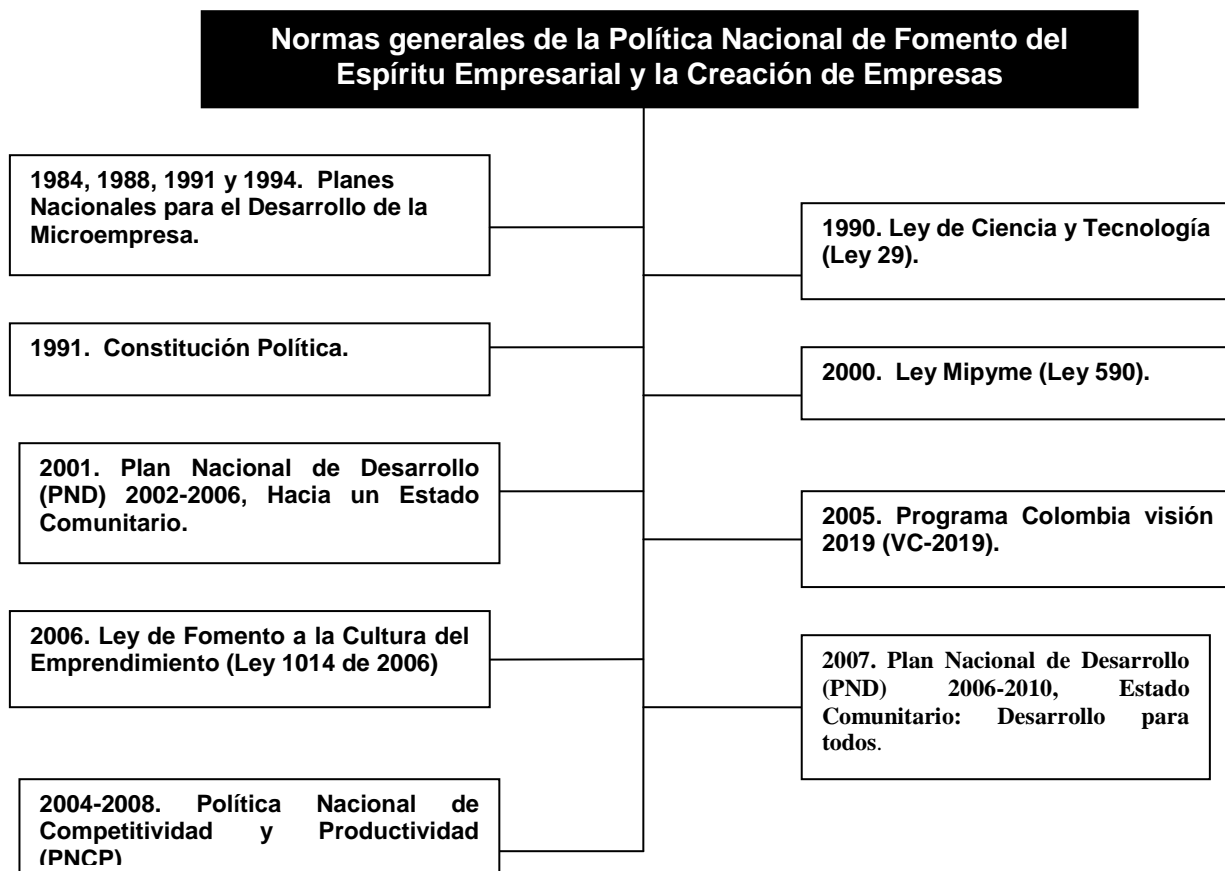 Normas generales de la Política Nacional de Fomento del
Espíritu Empresarial y la Creación de Empresas
1984, 1988, 1991 y 1994. Planes
Nacionales para el Desarrollo de la
Microempresa.
1990. Ley de Ciencia y Tecnología
(Ley 29).
1991. Constitución Política.
2000. Ley Mipyme (Ley 590).
2001. Plan Nacional de Desarrollo
(PND) 2002-2006, Hacia un Estado
Comunitario.
2005. Programa Colombia visión
2019 (VC-2019).
2006. Ley de Fomento a la Cultura del
Emprendimiento (Ley 1014 de 2006)
2007. Plan Nacional de Desarrollo
(PND) 2006-2010, Estado
Comunitario: Desarrollo para
todos.
2004-2008. Política Nacional de
Competitividad y Productividad
(PNCP)